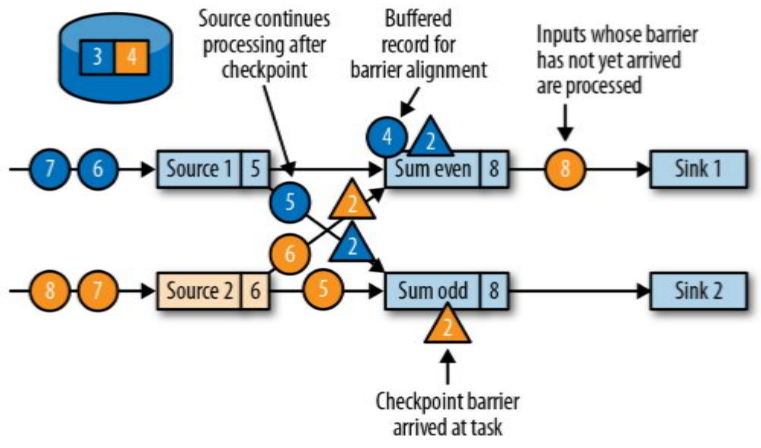 Source continues
processing after
checkpoint
Buffered
record for
barrier alignment
Inputs whose barrier
has not yet arrived
are processed
3 4
4 2
7 6 Source 1 5 Sum even 8 8 Sink 1
5 2
6 2
8 7 Source 2 6 5 Sum odd 8 Sink 2
2
Checkpoint barrier
arrived at task